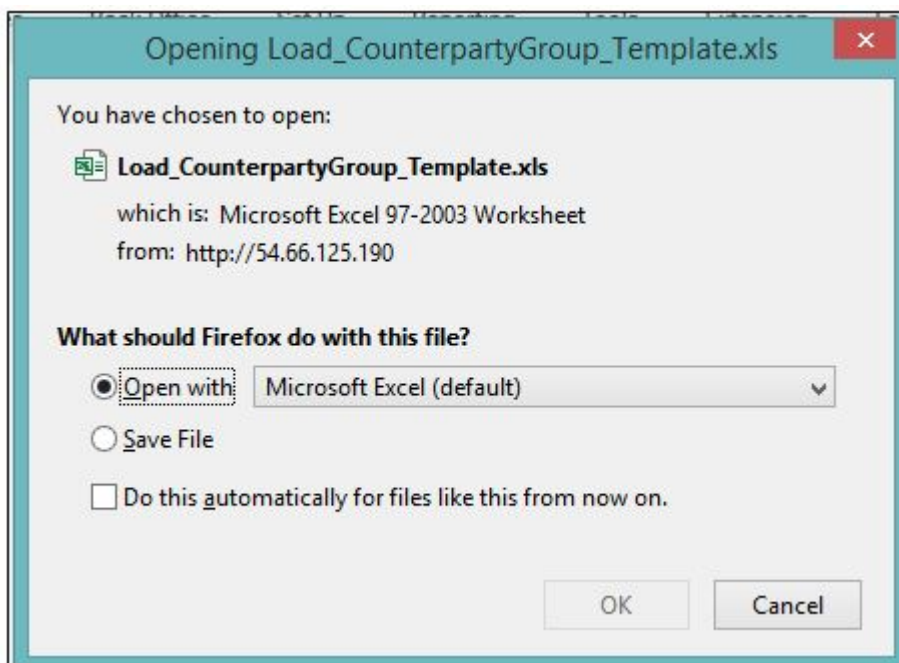 Opening Load_CounterpartyGroup_Template.xls
You have chosen to open:
Load_CounterpartyGroup_Template.xls
which is: Microsoft Excel 97-2003 Worksheet
from: http://54.66.125.190
What should Firefox do with this file?
Open with Microsoft Excel (default)
Save File
Do this automatically for files like this from now on.
OK Cancel